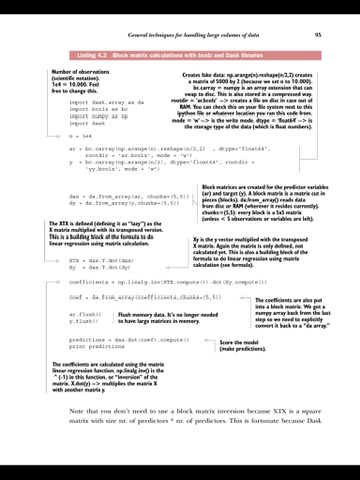 General techniques for handling large volumes of data 95
Listing 4.3 Block matrix calculations with bcolz and Dask libraries
Number of observations
(scientific notation).
1e4 = 10.000. Feel
free to change this.
Creates fake data: np.arange(n).reshape(n/2,2) creates
a matrix of 5000 by 2 (because we set n to 10.000).
bc.carray = numpy is an array extension that can
swap to disc. This is also stored in a compressed way.
rootdir = 'ar.bcolz' --> creates a file on disc in case out of
RAM. You can check this on your file system next to this
ipython file or whatever location you ran this code from.
mode = 'w' --> is the write mode. dtype = 'float64' --> is
the storage type of the data (which is float numbers).
import dask.array as da
import bcolz as bc
import numpy as np
import dask
n = 1e4
ar = bc.carray(np.arange(n).reshape(n/2,2) , dtype='float64',
rootdir = 'ar.bcolz', mode = 'w')
y = bc.carray(np.arange(n/2), dtype='float64', rootdir =
'yy.bcolz', mode = 'w')
dax = da.from_array(ar, chunks=(5,5))
dy = da.from_array(y,chunks=(5,5))
Block matrices are created for the predictor variables
(ar) and target (y). A block matrix is a matrix cut in
pieces (blocks). da.from_array() reads data
from disc or RAM (wherever it resides currently).
chunks=(5,5): every block is a 5x5 matrix
(unless < 5 observations or variables are left).
The XTX is defined (defining it as "lazy") as the
X matrix multiplied with its transposed version.
This is a building block of the formula to do
linear regression using matrix calculation.
Xy is the y vector multiplied with the transposed
X matrix. Again the matrix is only defined, not
calculated yet. This is also a building block of the
formula to do linear regression using matrix
calculation (see formula).
XTX = dax.T.dot(dax)
Xy = dax.T.dot(dy)
coefficients = np.linalg.inv(XTX.compute()).dot(Xy.compute())
coef = da.from_array(coefficients,chunks=(5,5))
The coefficients are also put
into a block matrix. We got a
numpy array back from the last
step so we need to explicitly
convert it back to a "da array."
ar.flush()
y.flush()
Flush memory data. It's no longer needed
to have large matrices in memory.
predictions = dax.dot(coef).compute()
print predictions
Score the model
(make predictions).
The coefficients are calculated using the matrix
linear regression function. np.linalg.inv() is the
^(-1) in this function, or "inversion" of the
matrix. X.dot(y) --> multiplies the matrix X
with another matrix y.
Note that you don't need to use a block matrix inversion because XTX is a square
matrix with size nr. of predictors * nr. of predictors. This is fortunate because Dask